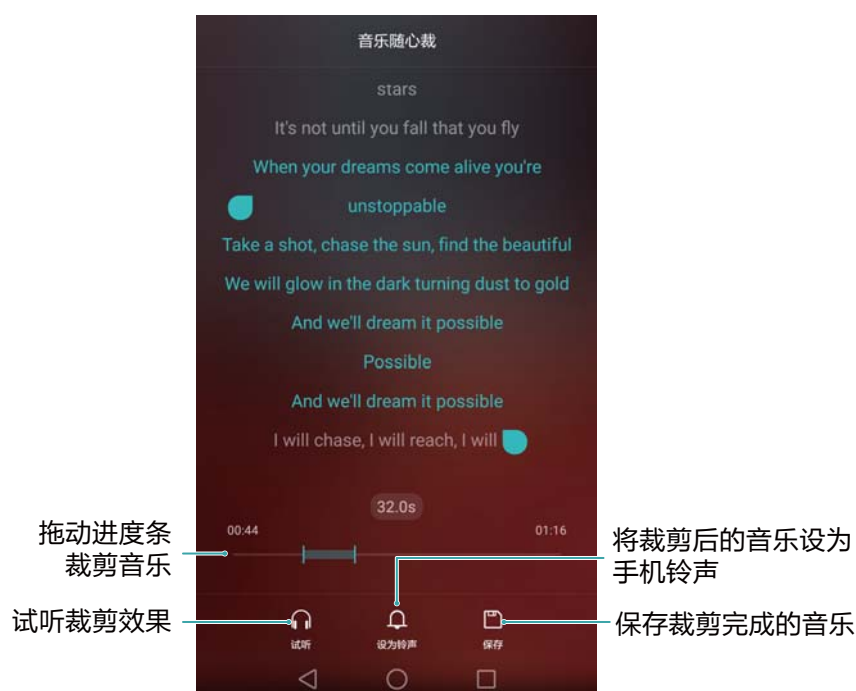 音乐随心裁
stars
It's not until you fall that you fly
When your dreams come alive you're
unstoppable
Take a shot, chase the sun, find the beautiful
We will glow in the dark turning dust to gold
And we'll dream it possible
Possible
And we'll dream it possible
I will chase, I will reach, I will
32.0s
00:44
01:16
拖动进度条
裁剪音乐
将裁剪后的音乐设为
手机铃声
试听裁剪效果
保存裁剪完成的音乐
试听
设为铃声
保存